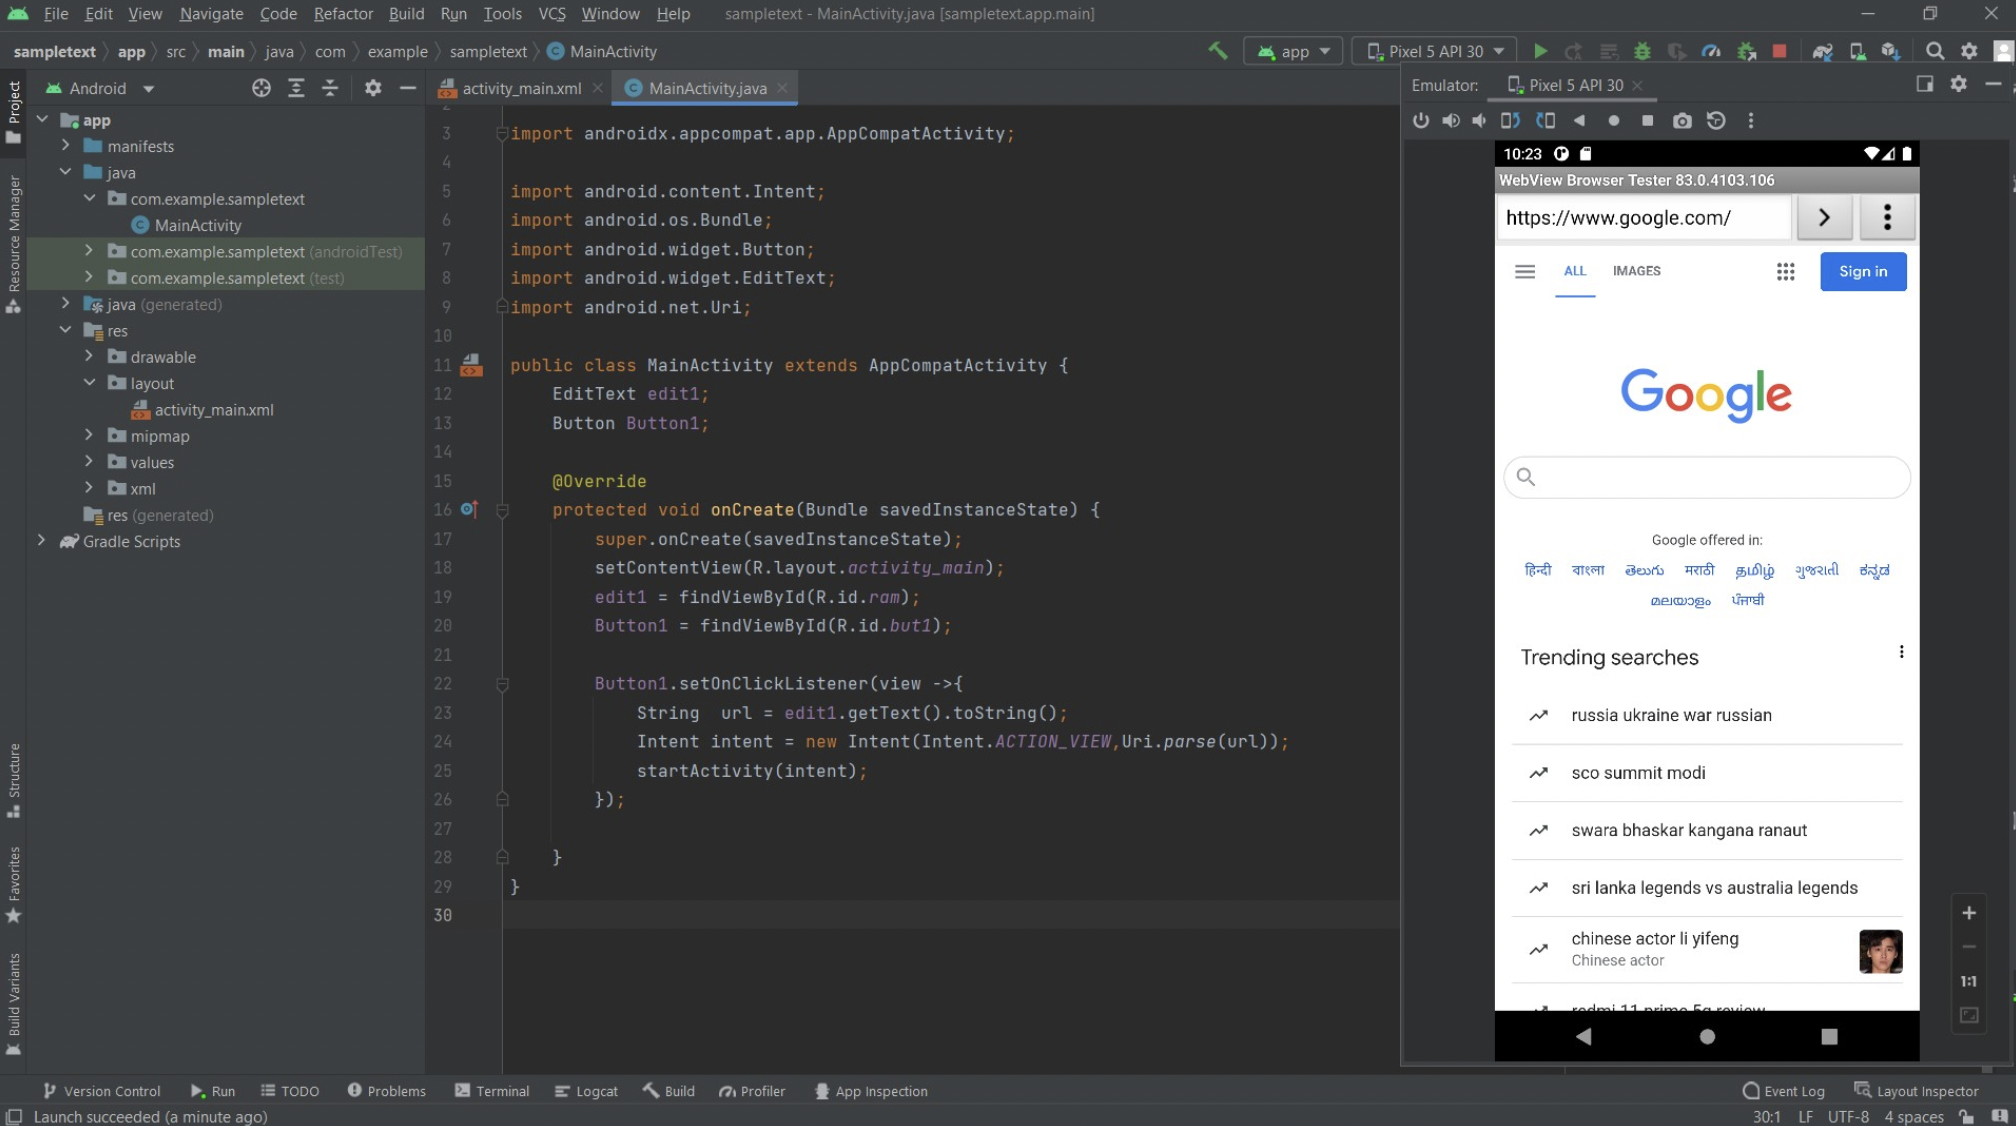 File Edit View Navigate Code Refactor Build Run Tools VCS Window Help sampletext - MainActivity.java [sampletext.app.main]
sampletext app src main java com example sampletext MainActivity app Pixel 5 API 30
Project
Resource Manager
Structure
Favorites
Build Variants
Android
app
manifests
java
com.example.sampletext
MainActivity
com.example.sampletext (androidTest)
com.example.sampletext (test)
java (generated)
res
drawable
layout
activity_main.xml
mipmap
values
xml
res (generated)
Gradle Scripts
activity_main.xml MainActivity.java
3 import androidx.appcompat.app.AppCompatActivity;
4
5 import android.content.Intent;
6 import android.os.Bundle;
7 import android.widget.Button;
8 import android.widget.EditText;
9 import android.net.Uri;
10
11 public class MainActivity extends AppCompatActivity {
12 EditText edit1;
13 Button Button1;
14
15 @Override
16 protected void onCreate(Bundle savedInstanceState) {
17 super.onCreate(savedInstanceState);
18 setContentView(R.layout.activity_main);
19 edit1 = findViewById(R.id.ram);
20 Button1 = findViewById(R.id.but1);
21
22 Button1.setOnClickListener(view ->{
23 String url = edit1.getText().toString();
24 Intent intent = new Intent(Intent.ACTION_VIEW,Uri.parse(url));
25 startActivity(intent);
26 });
27
28 }
29 }
30
Emulator: Pixel 5 API 30
10:23
WebView Browser Tester 83.0.4103.106
https://www.google.com/
ALL IMAGES Sign in
Google
Google offered in:
हिन्दी বাংলা తెలుగు मराठी தமிழ் ગુજરાતી ಕನ್ನಡ
മലയാളം ਪੰਜਾਬੀ
Trending searches
russia ukraine war russian
sco summit modi
swara bhaskar kangana ranaut
sri lanka legends vs australia legends
chinese actor li yifeng
Chinese actor
redmi 11 prime 5g review
1:1
Version Control Run TODO Problems Terminal Logcat Build Profiler App Inspection Event Log Layout Inspector
Launch succeeded (a minute ago) 30:1 LF UTF-8 4 spaces